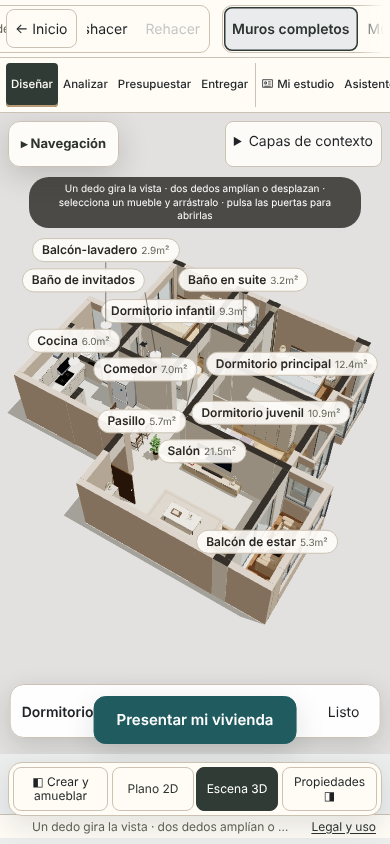 ← Inicio
shacer
Rehacer
Muros completos
Diseñar
Analizar
Presupuestar
Entregar
Mi estudio
Asistent
▸ Navegación
▶ Capas de contexto
Un dedo gira la vista · dos dedos amplían o desplazan ·
selecciona un mueble y arrástralo · pulsa las puertas para
abrirlas
Balcón-lavadero 2.9m²
Baño de invitados
Baño en suite 3.2m²
Dormitorio infantil 9.3m²
Cocina 6.0m²
Comedor 7.0m²
Dormitorio principal 12.4m²
Pasillo 5.7m²
Dormitorio juvenil 10.9m²
Salón 21.5m²
Balcón de estar 5.3m²
Dormitorio
Presentar mi vivienda
Listo
Crear y
amueblar
Plano 2D
Escena 3D
Propiedades
Un dedo gira la vista · dos dedos amplían o ...
Legal y uso